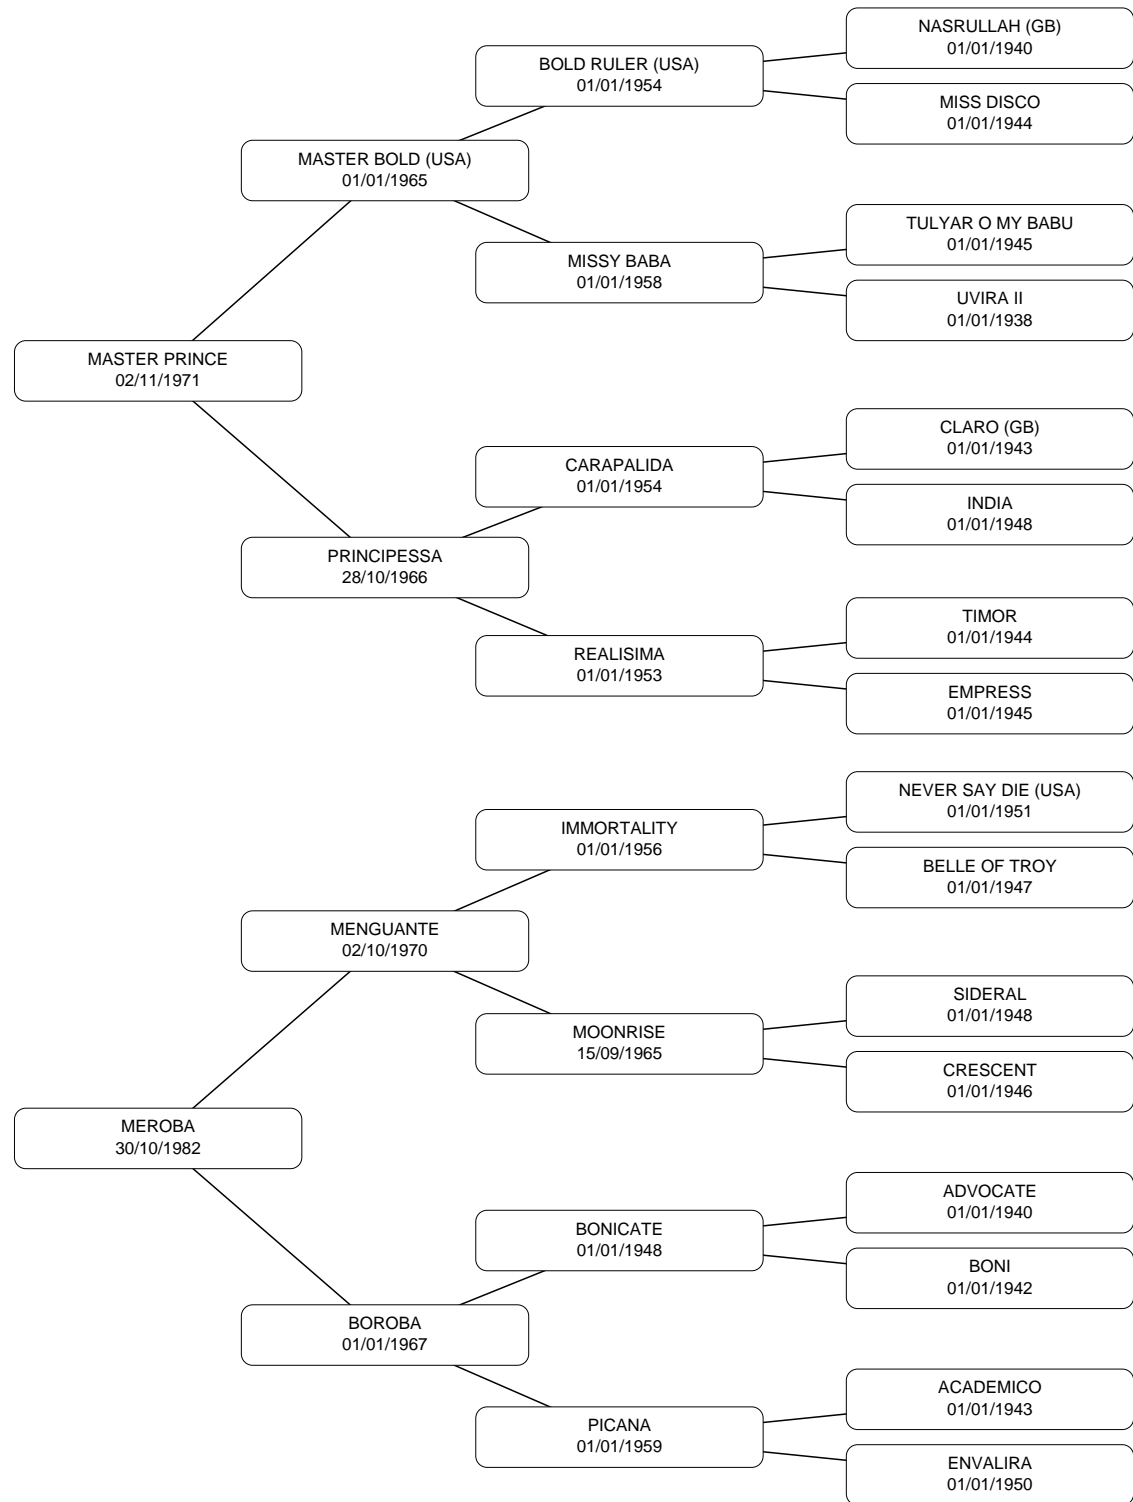 NASRULLAH (GB)
01/01/1940
BOLD RULER (USA)
01/01/1954
MISS DISCO
01/01/1944
MASTER BOLD (USA)
01/01/1965
TULYAR O MY BABU
01/01/1945
MISSY BABA
01/01/1958
UVIRA II
01/01/1938
MASTER PRINCE
02/11/1971
CLARO (GB)
01/01/1943
CARAPALIDA
01/01/1954
INDIA
01/01/1948
PRINCIPESSA
28/10/1966
TIMOR
01/01/1944
REALISIMA
01/01/1953
EMPRESS
01/01/1945
NEVER SAY DIE (USA)
01/01/1951
IMMORTALITY
01/01/1956
BELLE OF TROY
01/01/1947
MENGUANTE
02/10/1970
SIDERAL
01/01/1948
MOONRISE
15/09/1965
CRESCENT
01/01/1946
MEROBA
30/10/1982
ADVOCATE
01/01/1940
BONICATE
01/01/1948
BONI
01/01/1942
BOROBA
01/01/1967
ACADEMICO
01/01/1943
PICANA
01/01/1959
ENVALIRA
01/01/1950